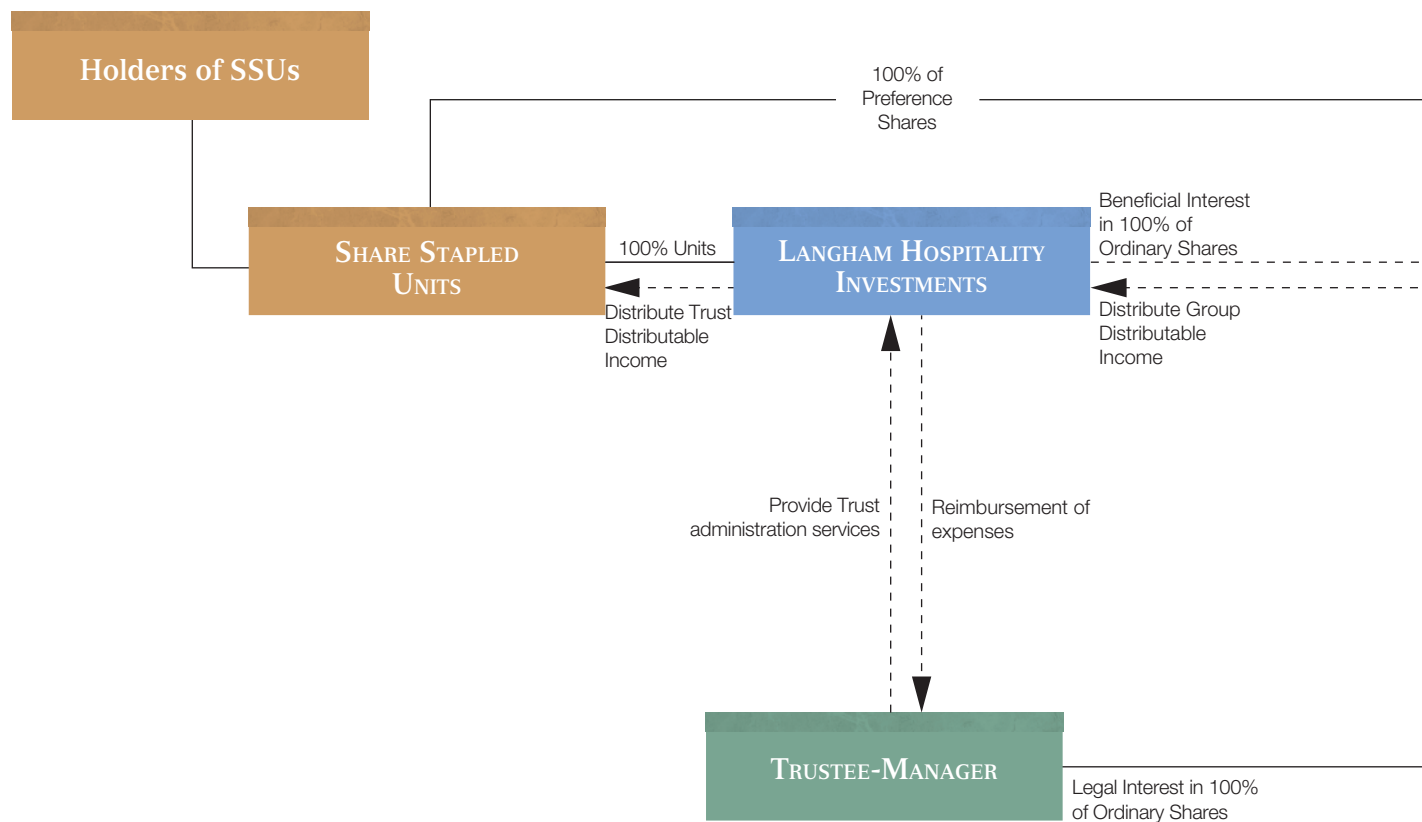 Holders of SSUs
100% of
Preference
Shares
SHARE STAPLED
UNITS
100% Units
Distribute Trust
Distributable
Income
LANGHAM HOSPITALITY
INVESTMENTS
Beneficial Interest
in 100% of
Ordinary Shares
Distribute Group
Distributable
Income
Provide Trust
administration services
Reimbursement of
expenses
TRUSTEE-MANAGER
Legal Interest in 100%
of Ordinary Shares